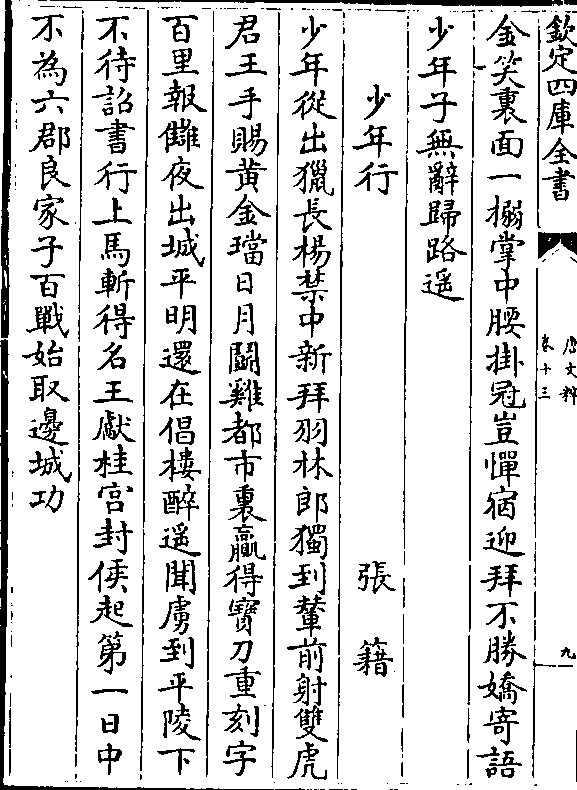 欽定四庫全書
金笑裏面一搦掌中腰掛冠豈憚宿迎拜不勝嬌寄語
少年子無辭歸路遥
少年行 張籍
少年從出獵長楊禁中新拜羽林郎獨到輦前射雙虎
君王手賜黄金璫日月鬬雞都市裏贏得寶刀重刻字
百里報讎夜出城平明還在倡樓醉遥聞虜到平陵下
不待詔書行上馬斬得名王獻桂宫封侯起第一日中
不為六郡良家子百戰始取邊城功
唐文粹
卷十三
九